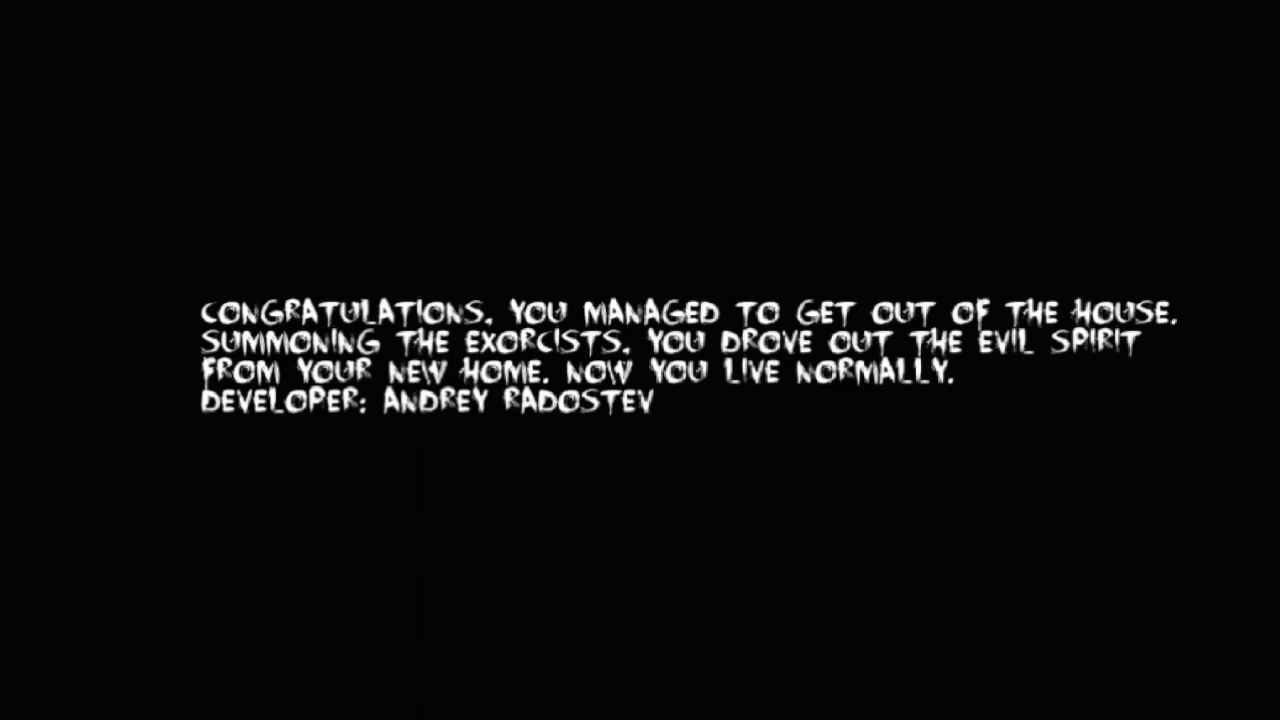 CONGRATULATIONS. YOU MANAGED TO GET OUT OF THE HOUSE.
SUMMONING THE EXORCISTS. YOU DROVE OUT THE EVIL SPIRIT
FROM YOUR NEW HOME. NOW YOU LIVE NORMALLY.
DEVELOPER: ANDREY RADOSTEV